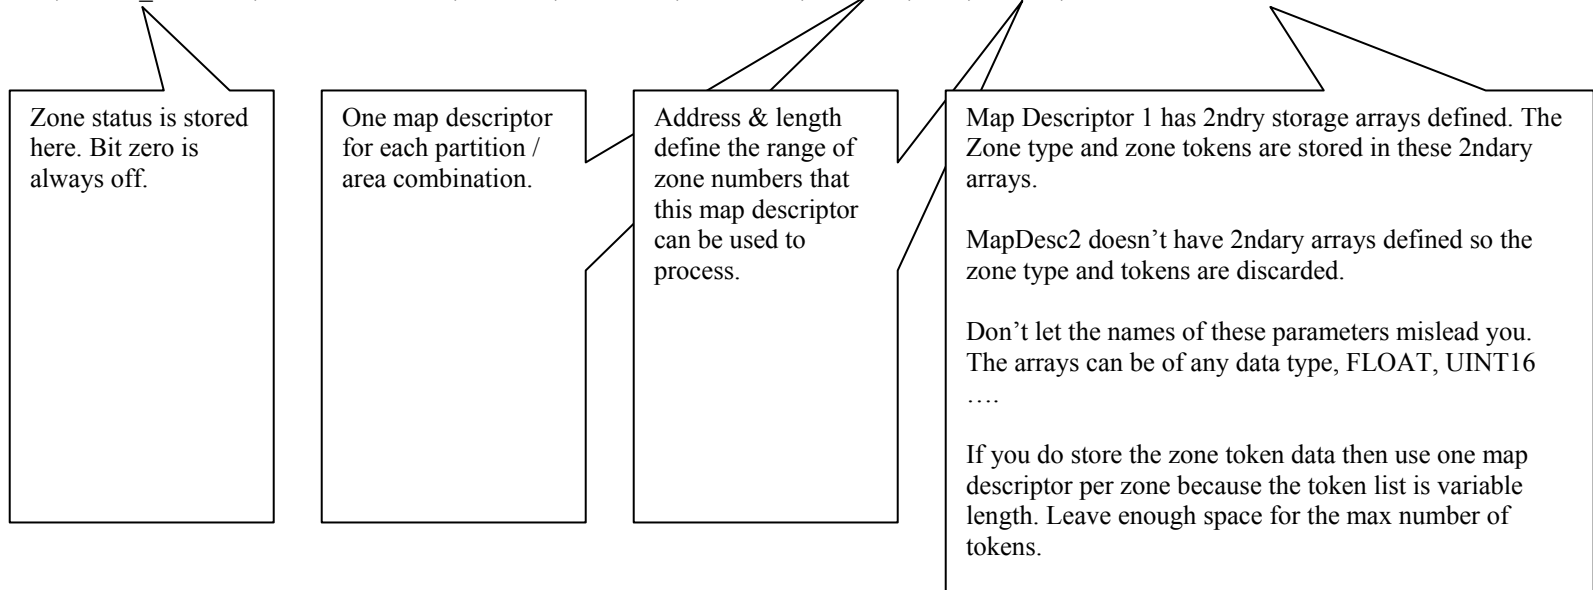 Zone status is stored
here. Bit zero is
always off.
One map descriptor
for each partition /
area combination.
Address & length
define the range of
zone numbers that
this map descriptor
can be used to
process.
Map Descriptor 1 has 2ndry storage arrays defined. The
Zone type and zone tokens are stored in these 2ndary
arrays.
MapDesc2 doesn’t have 2ndary arrays defined so the
zone type and tokens are discarded.
Don’t let the names of these parameters mislead you.
The arrays can be of any data type, FLOAT, UINT16
….
If you do store the zone token data then use one map
descriptor per zone because the token list is variable
length. Leave enough space for the max number of
tokens.